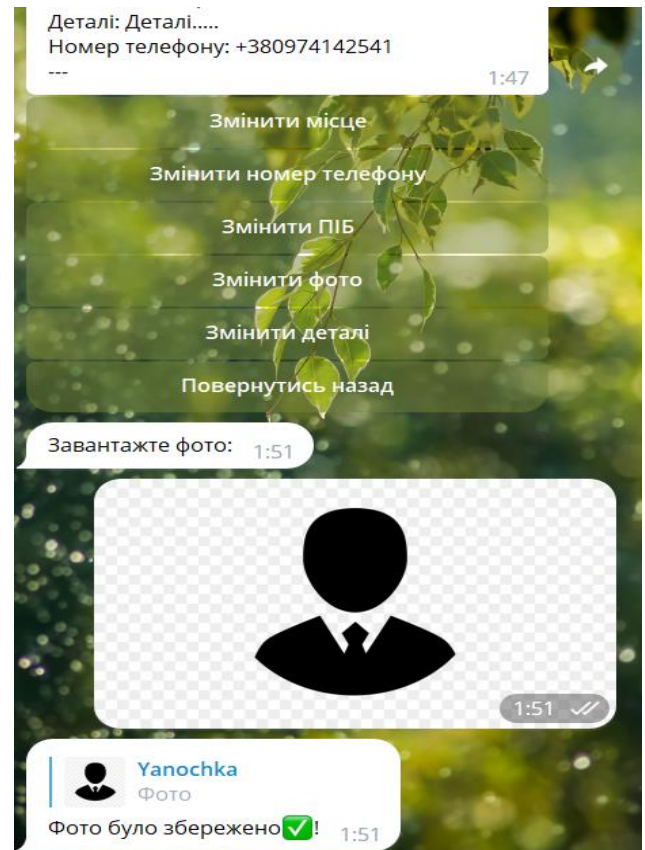 Деталі: Деталі.....
Номер телефону: +380974142541
---
1:47
Змінити місце
Змінити номер телефону
Змінити ПІБ
Змінити фото
Змінити деталі
Повернутись назад
Завантажте фото: 1:51
1:51
Yanochka
Фото
Фото було збережено✅! 1:51